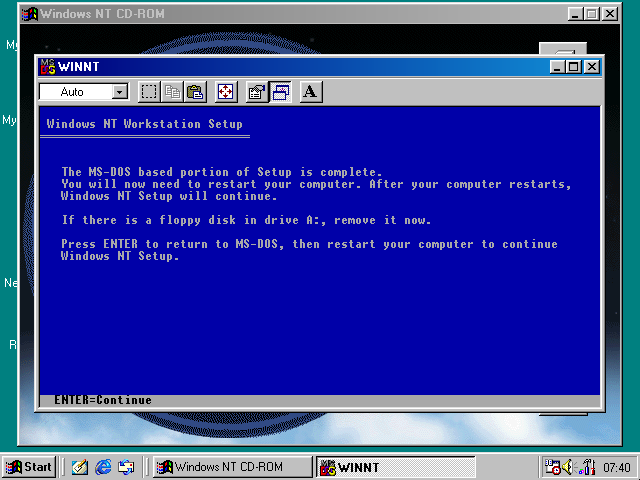 Windows NT CD-ROM
My
WINNT
Auto
A
Windows NT Workstation Setup
My
The MS-DOS based portion of Setup is complete.
You will now need to restart your computer. After your computer restarts,
Windows NT Setup will continue.
If there is a floppy disk in drive A:, remove it now.
Press ENTER to return to MS-DOS, then restart your computer to continue
Windows NT Setup.
Ne
R
ENTER=Continue
Start
Windows NT CD-ROM
WINNT
07:40